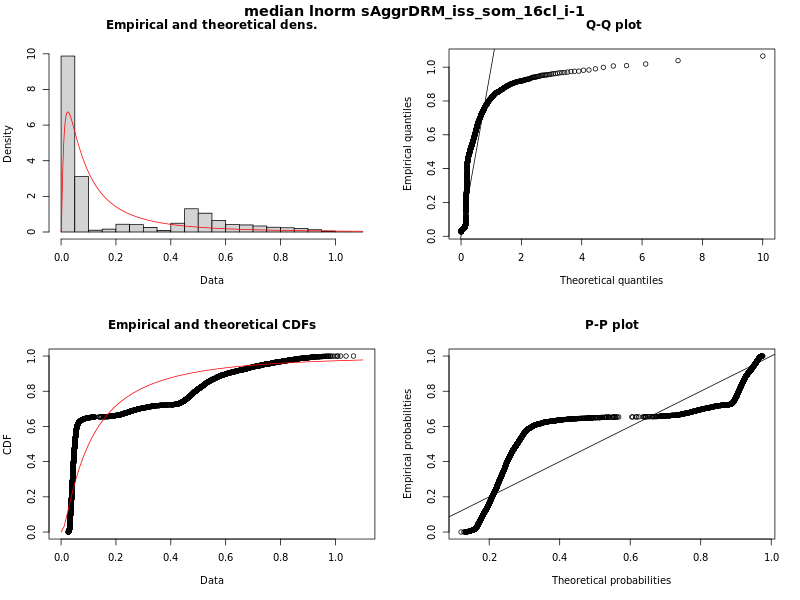 median lnorm sAggrDRM_iss_som_16cl_i-1
Empirical and theoretical dens.
Density
0 2 4 6 8 10
0.0 0.2 0.4 0.6 0.8 1.0
Data
Q-Q plot
Empirical quantiles
0.0 0.2 0.4 0.6 0.8 1.0
0 2 4 6 8 10
Theoretical quantiles
Empirical and theoretical CDFs
CDF
0.0 0.2 0.4 0.6 0.8 1.0
0.0 0.2 0.4 0.6 0.8 1.0
Data
P-P plot
Empirical probabilities
0.0 0.2 0.4 0.6 0.8 1.0
0.2 0.4 0.6 0.8 1.0
Theoretical probabilities